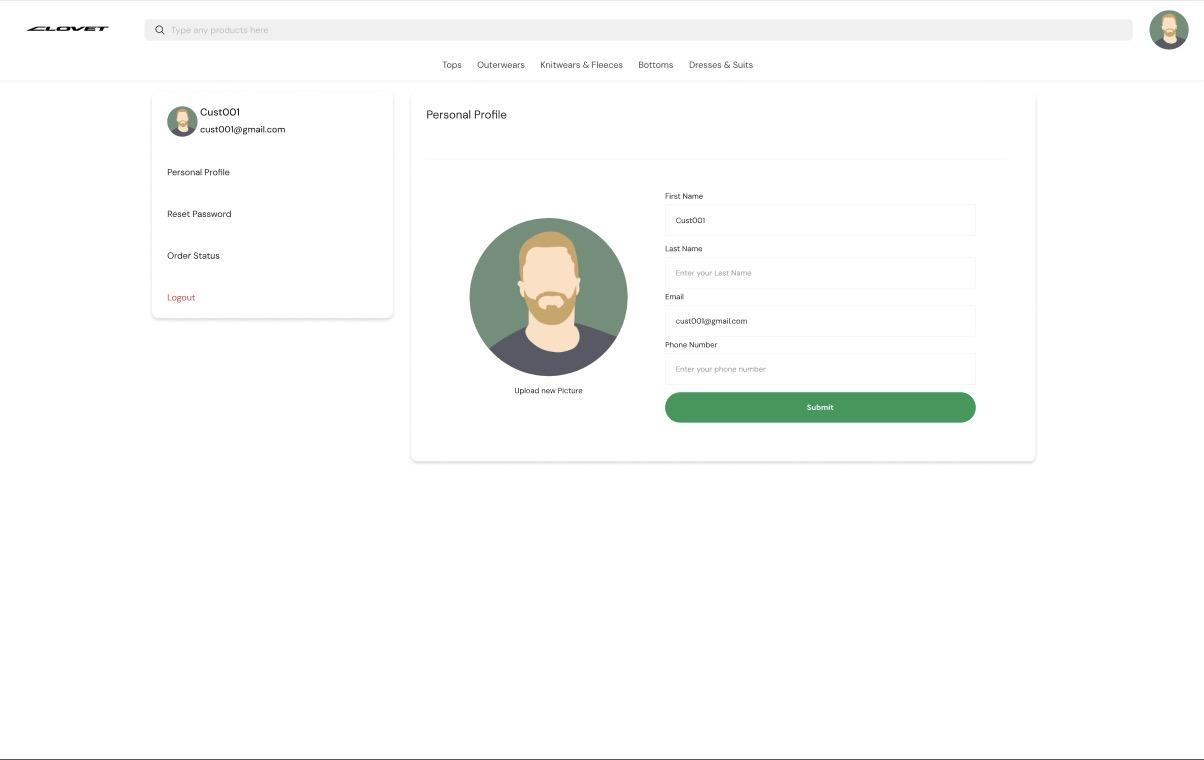 CLOVET
Type any products here
Tops Outerwears Knitwears & Fleeces Bottoms Dresses & Suits
Cust001
cust001@gmail.com
Personal Profile
Reset Password
Order Status
Logout
Personal Profile
Upload new Picture
First Name
Cust001
Last Name
Enter your Last Name
Email
cust001@gmail.com
Phone Number
Enter your phone number
Submit